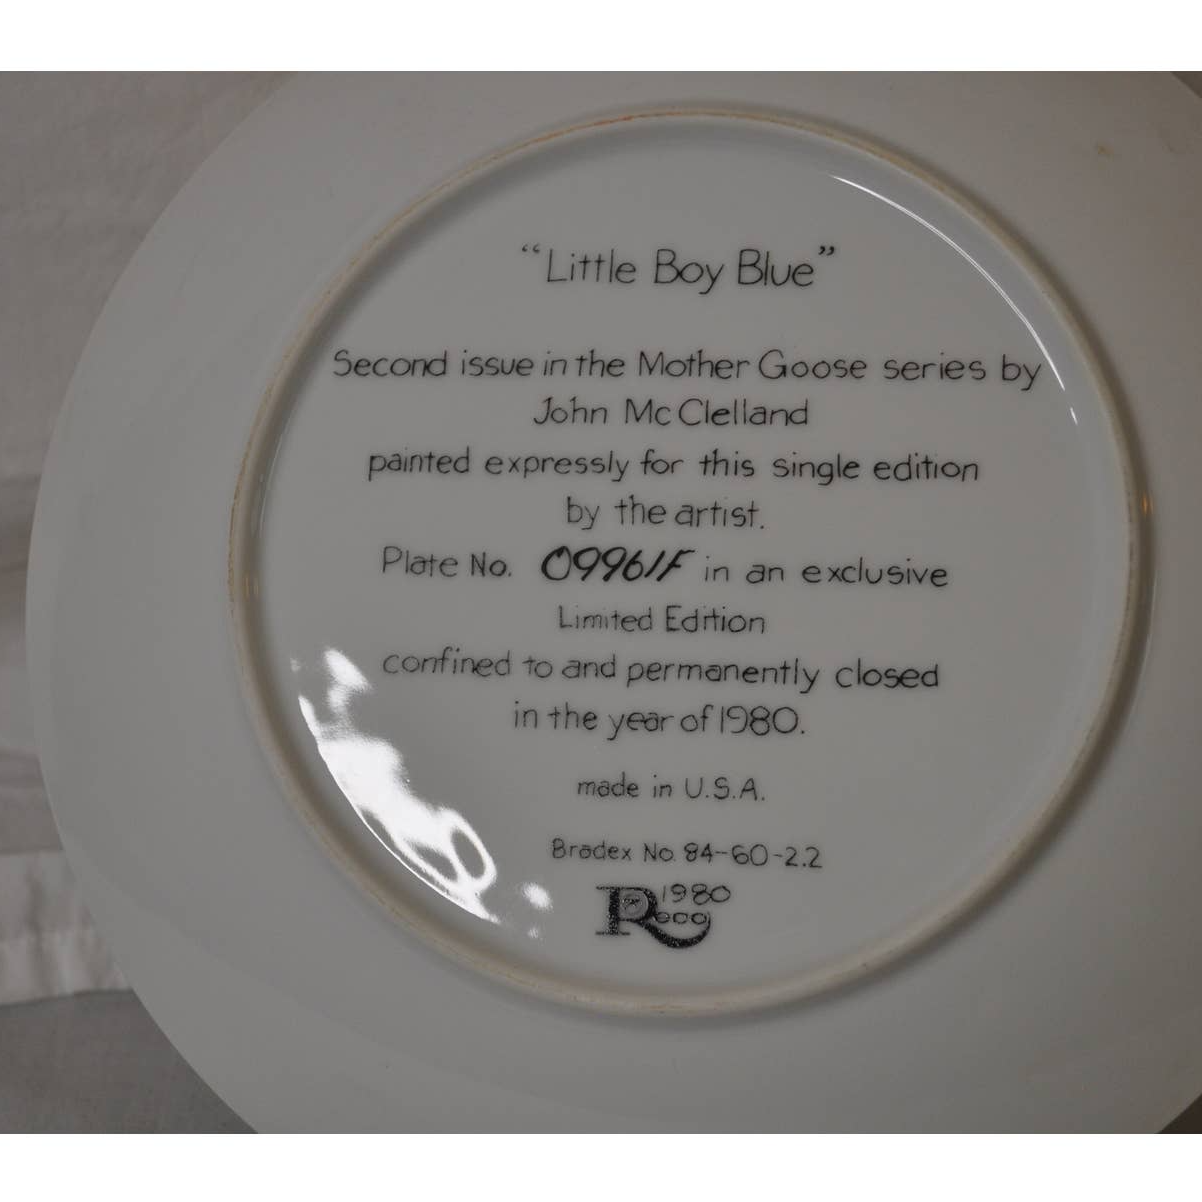 “Little Boy Blue”
Second issue in the Mother Goose series by
John McClelland
painted expressly for this single edition
by the artist.
Plate No. 09961F in an exclusive
Limited Edition
confined to and permanently closed
in the year of 1980.
made in U.S.A.
Bradex No. 84-60-2.2
1980
Reco